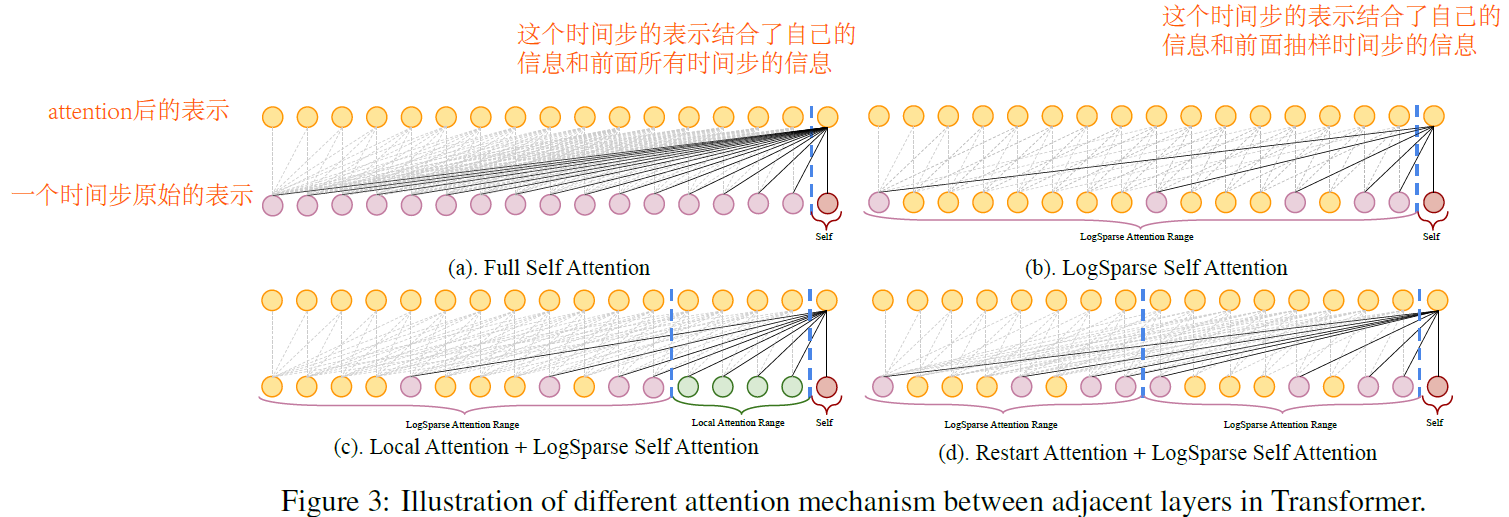 这个时间步的表示结合了自己的
信息和前面所有时间步的信息
这个时间步的表示结合了自己的
信息和前面抽样时间步的信息
attention后的表示
一个时间步原始的表示
Self
LogSparse Attention Range
Self
(a). Full Self Attention
(b). LogSparse Self Attention
LogSparse Attention Range
Local Attention Range
Self
LogSparse Attention Range
LogSparse Attention Range
Self
(c). Local Attention + LogSparse Self Attention
(d). Restart Attention + LogSparse Self Attention
Figure 3: Illustration of different attention mechanism between adjacent layers in Transformer.